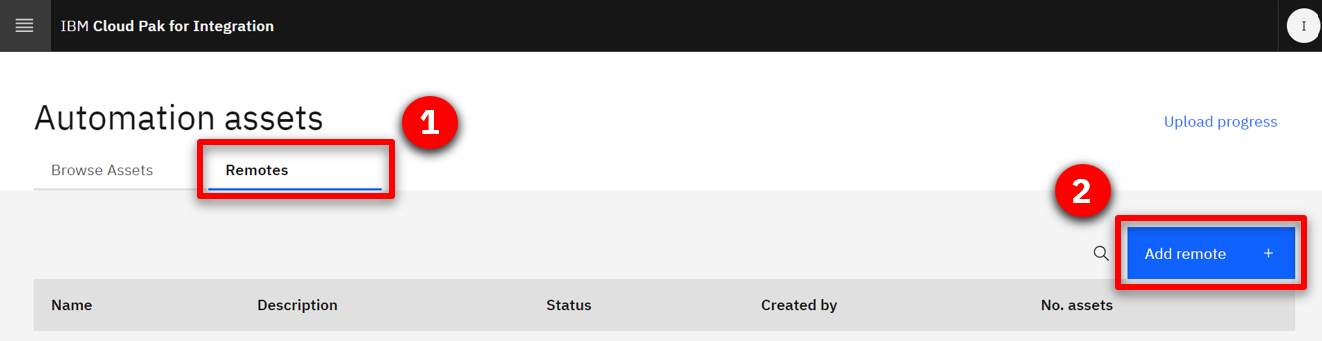 IBM Cloud Pak for Integration
I
Automation assets
1
Upload progress
Browse Assets
Remotes
2
Add remote +
Name Description Status Created by No. assets